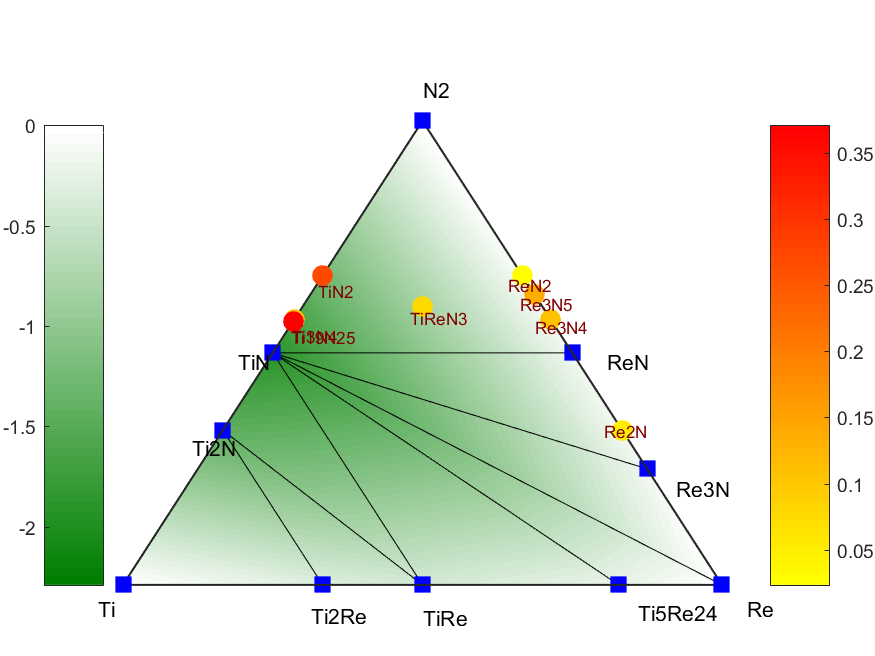 N2
0
-0.5
-1
-1.5
-2
0.35
0.3
0.25
0.2
0.15
0.1
0.05
TiN2
ReN2
Re3N5
TiReN3
Re3N4
TiN
ReN
Ti2N
Re2N
Re3N
Ti
Ti2Re
TiRe
Ti5Re24
Re